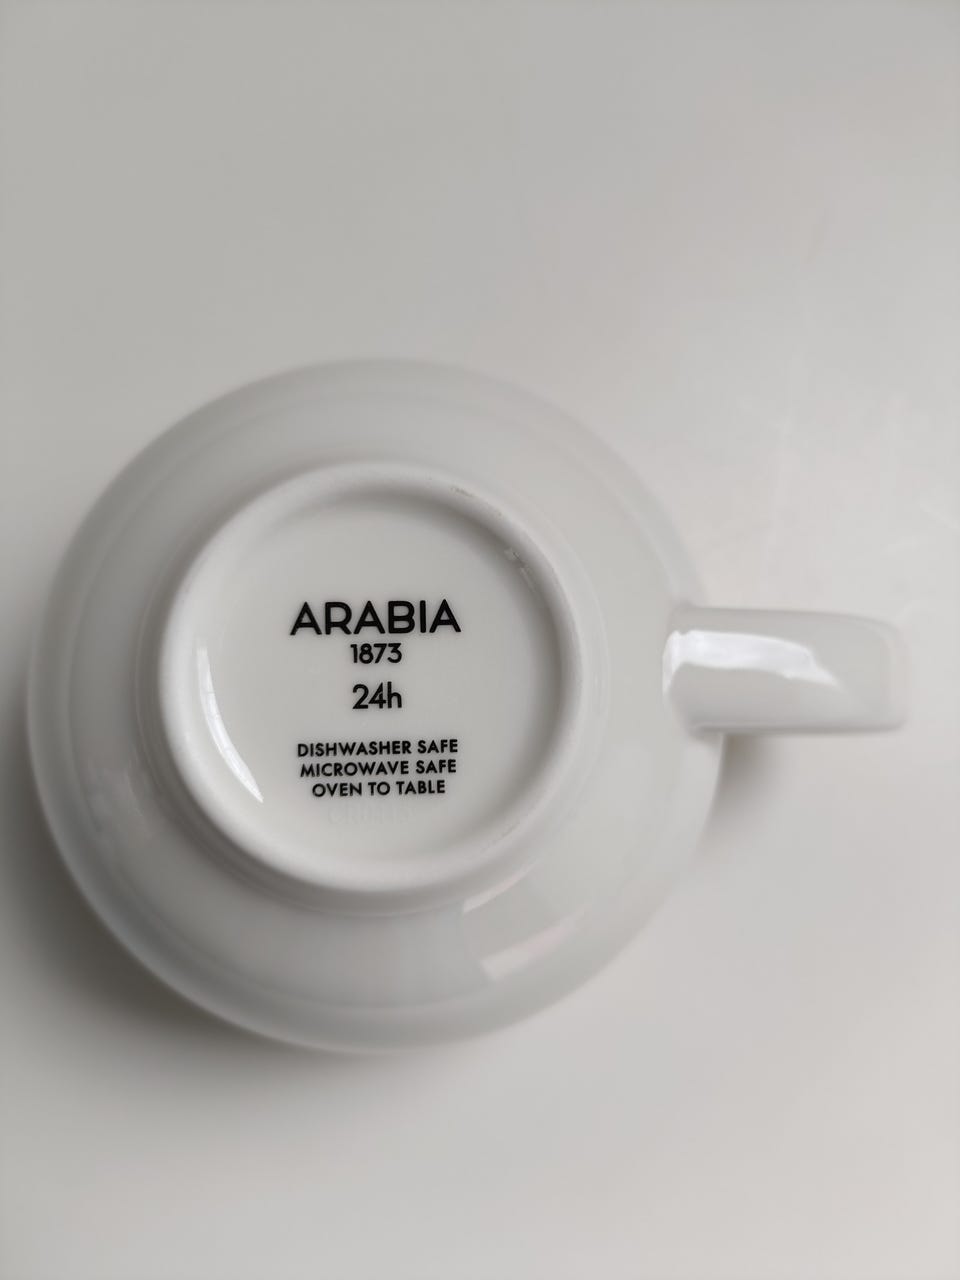 ARABIA
1873
24h
DISHWASHER SAFE
MICROWAVE SAFE
OVEN TO TABLE